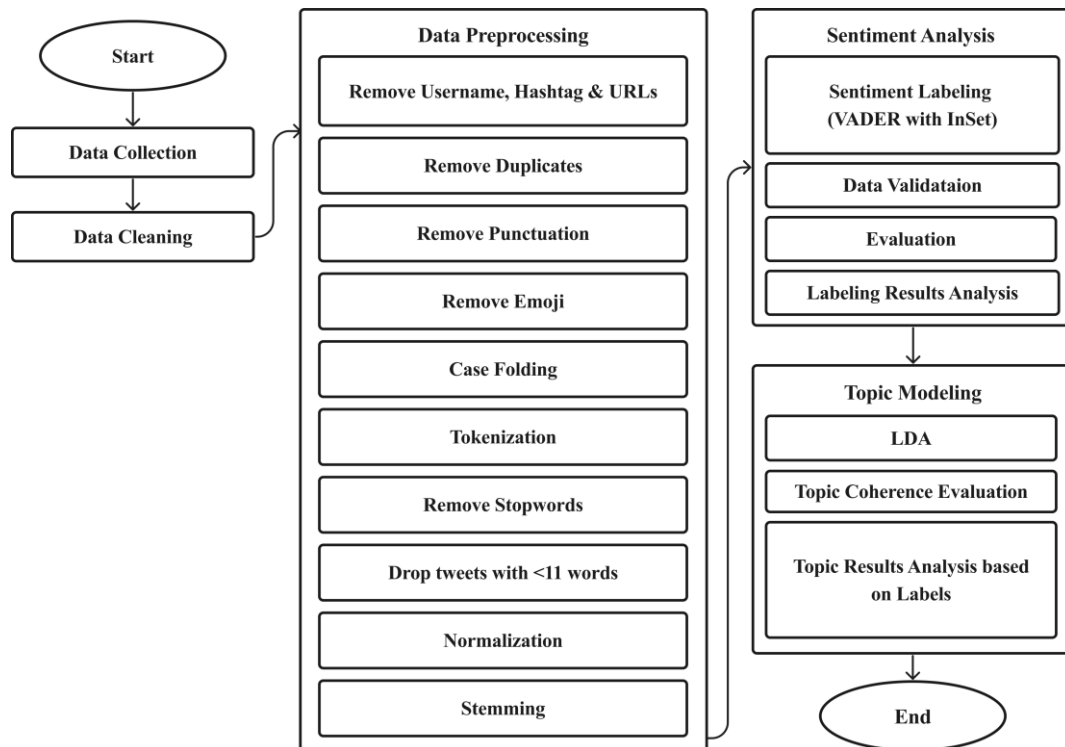 Start
Data Collection
Data Cleaning
Data Preprocessing
Remove Username, Hashtag & URLs
Remove Duplicates
Remove Punctuation
Remove Emoji
Case Folding
Tokenization
Remove Stopwords
Drop tweets with <11 words
Normalization
Stemming
Sentiment Analysis
Sentiment Labeling
(VADER with InSet)
Data Validataion
Evaluation
Labeling Results Analysis
Topic Modeling
LDA
Topic Coherence Evaluation
Topic Results Analysis based
on Labels
End